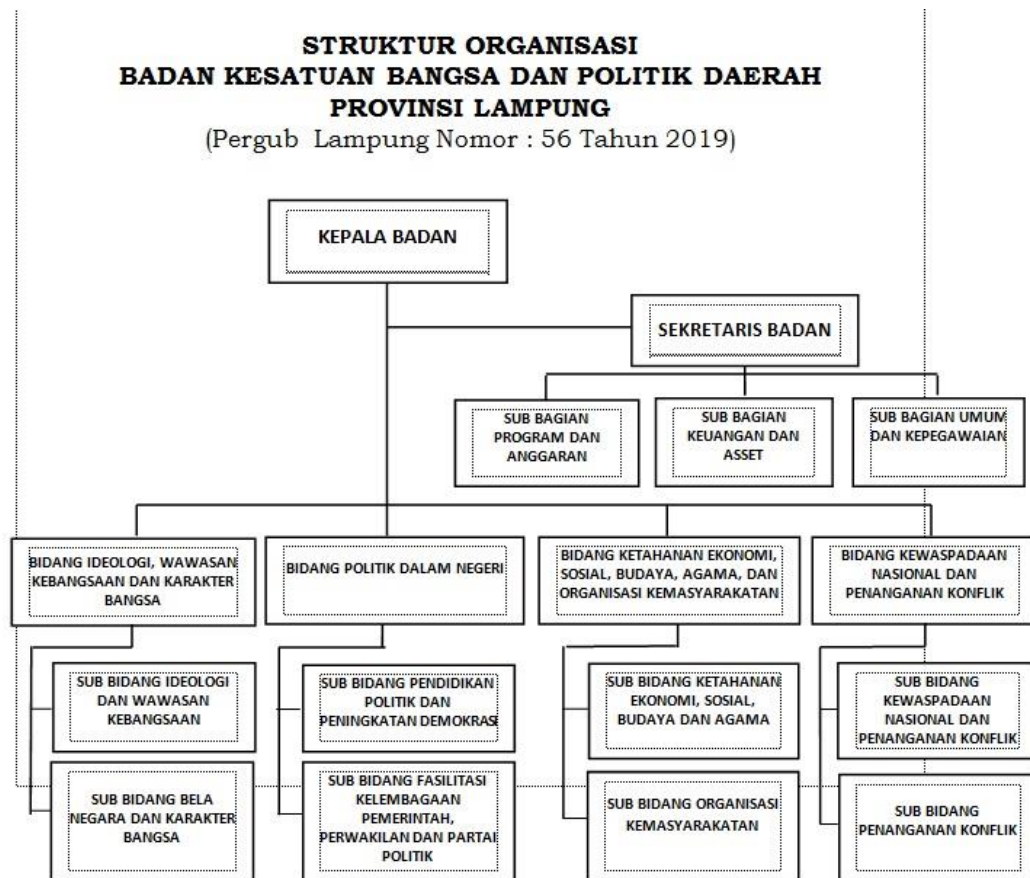 STRUKTUR ORGANISASI
BADAN KESATUAN BANGSA DAN POLITIK DAERAH
PROVINSI LAMPUNG
(Pergub Lampung Nomor : 56 Tahun 2019)
KEPALA BADAN
SEKRETARIS BADAN
SUB BAGIAN
PROGRAM DAN
ANGGARAN
SUB BAGIAN
KEUANGAN DAN
ASSET
SUB BAGIAN UMUM
DAN KEPEGAWAIAN
BIDANG IDEOLOGI, WAWASAN
KEBANGSAAN DAN KARAKTER
BANGSA
BIDANG POLITIK DALAM NEGERI
BIDANG KETAHANAN EKONOMI,
SOSIAL, BUDAYA, AGAMA, DAN
ORGANISASI KEMASYARAKATAN
BIDANG KEWASPADAAN
NASIONAL DAN
PENANGANAN KONFLIK
SUB BIDANG IDEOLOGI
DAN WAWASAN
KEBANGSAAN
SUB BIDANG PENDIDIKAN
POLITIK DAN
PENINGKATAN DEMOKRASI
SUB BIDANG KETAHANAN
EKONOMI, SOSIAL,
BUDAYA DAN AGAMA
SUB BIDANG
KEWASPADAAN
NASIONAL DAN
PENANGANAN KONFLIK
SUB BIDANG BELA
NEGARA DAN KARAKTER
BANGSA
SUB BIDANG FASILITASI
KELEMBAGAAN
PEMERINTAH,
PERWAKILAN DAN PARTAI
POLITIK
SUB BIDANG ORGANISASI
KEMASYARAKATAN
SUB BIDANG
PENANGANAN KONFLIK